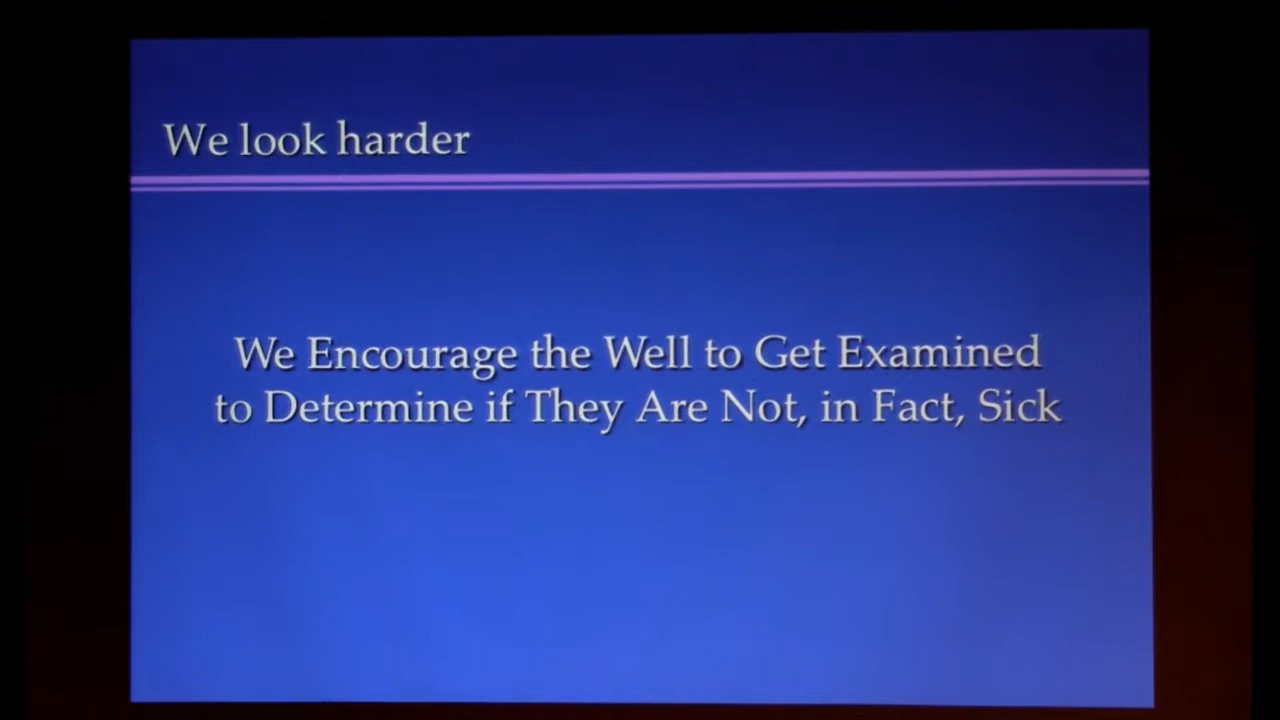 We look harder
We Encourage the Well to Get Examined
to Determine if They Are Not, in Fact, Sick